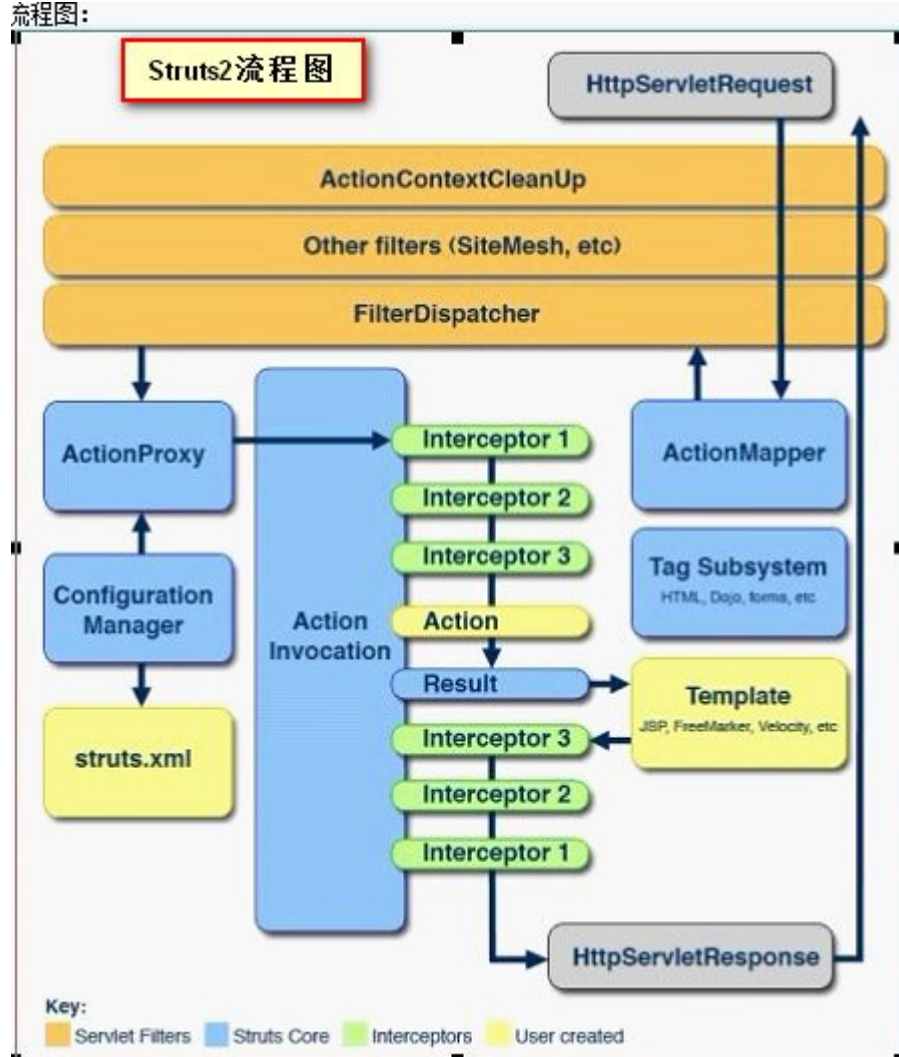 流程图：
Struts2流程图
HttpServletRequest
ActionContextCleanUp
Other filters (SiteMesh, etc)
FilterDispatcher
ActionProxy
Interceptor 1
ActionMapper
Interceptor 2
Interceptor 3
Tag Subsystem
HTML, Dojo, forms, etc
Configuration
Manager
Action
Invocation
Action
Result
Template
JSP, FreeMarker, Velocity, etc
struts.xml
Interceptor 3
Interceptor 2
Interceptor 1
HttpServletResponse
Key:
Servlet Filters
Struts Core
Interceptors
User created